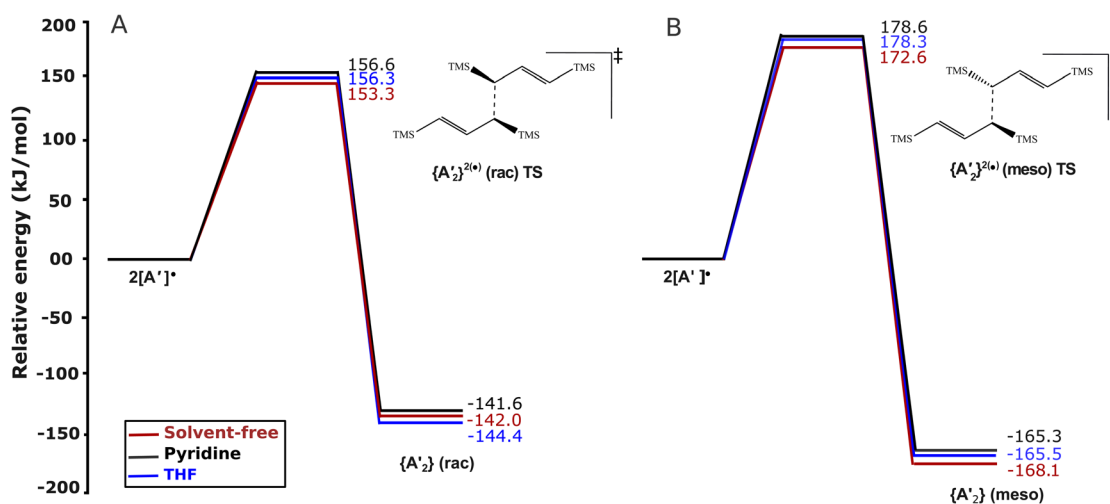 A
B
Relative energy (kJ/mol)
200
150
100
50
00
-50
-100
-150
-200
156.6
156.3
153.3
TMS
TMS
TMS
TMS
‡
{A′₂}²⁽•⁾ (rac) TS
2[A′]•
-141.6
-142.0
-144.4
{A'₂} (rac)
Solvent-free
Pyridine
THF
178.6
178.3
172.6
TMS
TMS
TMS
TMS
{A′₂}²⁽•⁾ (meso) TS
2[A' ]•
-165.3
-165.5
-168.1
{A'₂} (meso)